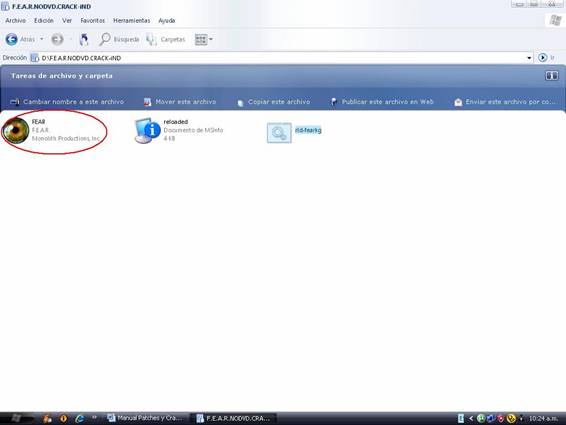 F.E.A.R.NODVD.CRACK-iND
Archivo Edición Ver Favoritos Herramientas Ayuda
Dirección D:\F.E.A.R.NODVD.CRACK-iND Ir
Atrás Búsqueda Carpetas
Tareas de archivo y carpeta
Cambiar nombre a este archivo Mover este archivo Copiar este archivo Publicar este archivo en Web Enviar este archivo por co...
FEAR
F.E.A.R.
Monolith Productions, Inc.
reloaded
Documento de MSInfo
4 KB
rld-fearkg
Manual Patches y Cra... F.E.A.R.NODVD.CRA... 10:24 a.m.